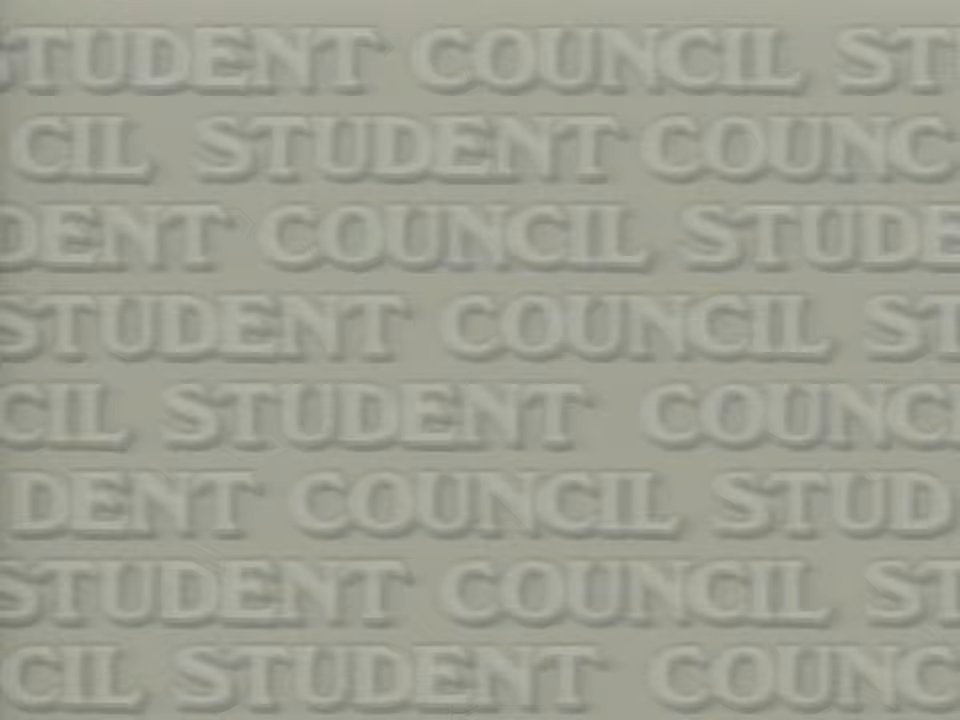 STUDENT COUNCIL ST
CIL STUDENT COUNC
DENT COUNCIL STUDE
STUDENT COUNCIL ST
CIL STUDENT COUNCI
DENT COUNCIL STUD
STUDENT COUNCIL ST
CIL STUDENT COUNC